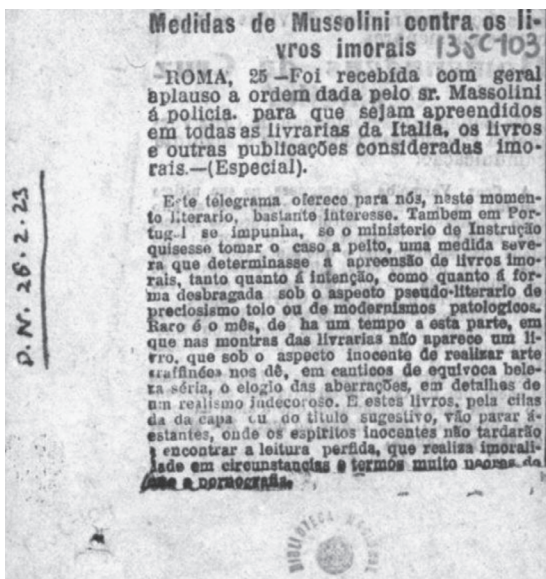 Medidas de Mussolini contra os li-
vros imorais 135C-103
ROMA, 25—Foi recebida com geral
aplauso a ordem dada pelo sr. Massolini
á policia. para que sejam apreendidos
em todas as livrarias da Italia, os livros
e outras publicações consideradas imo-
rais.—(Especial).
Este telegrama oferece para nós, neste momen-
to literario, bastante interesse. Tambem em Por-
tugal se impunha, se o ministerio de Instrução
quisesse tomar o caso a peito, uma medida seve-
ra que determinasse a apreensão de livros imo-
rais, tanto quanto á intenção, como quanto á for-
ma desbragada sob o aspecto pseudo-literario de
preciosismo tolo ou de modernismos patologicos.
Raro é o mês, de ha um tempo a esta parte, em
que nas montras das livrarias não aparece um li-
vro, que sob o aspecto inocente de realizar arte
nos dê, em canticos de equivoca bele-
za séria, o elogio das aberrações, em detalhes de
um realismo indecoroso. E estes livros, pela
da da capa ou do titulo sugestivo, vão parar á-
estantes, onde os espiritos inocentes não tardarão
a encontrar a leitura perfida, que realiza imorali-
dade em circunstancias e termos muito
que a pornografia.
D.N. 26.2.23
BIBLIOTECA NACIONAL